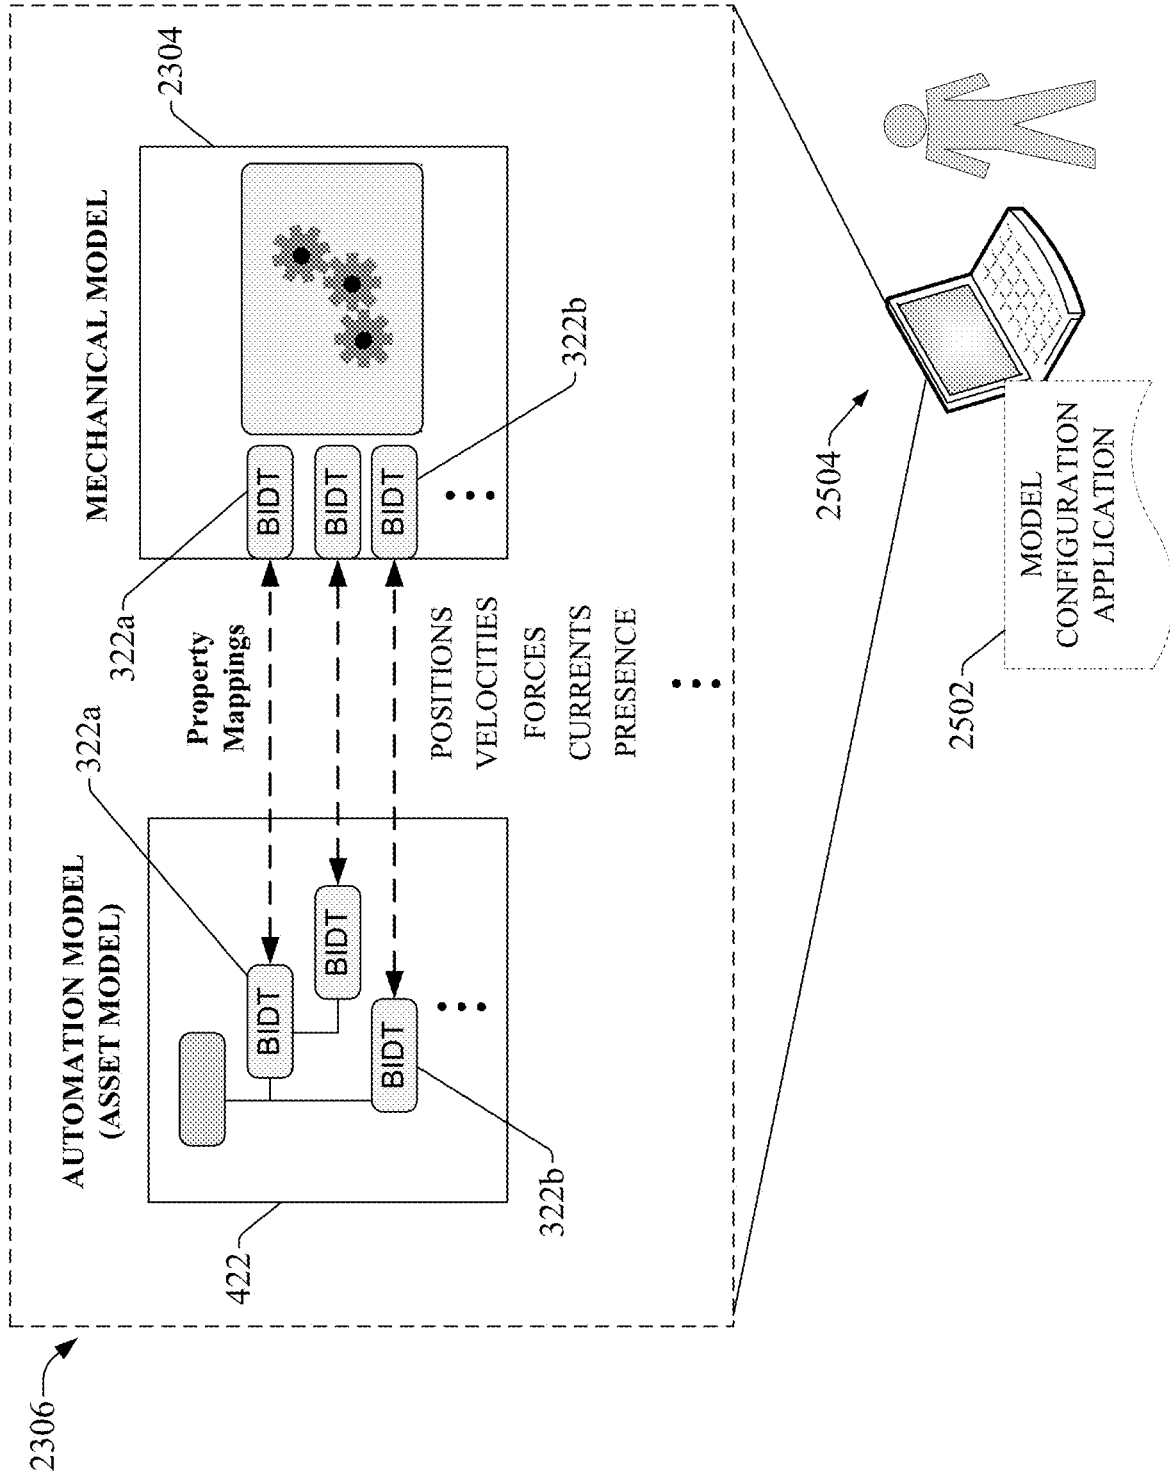 2306
AUTOMATION MODEL
(ASSET MODEL)
322a
422
BIDT
BIDT
BIDT
322b
Property
Mappings
POSITIONS
VELOCITIES
FORCES
CURRENTS
PRESENCE
MECHANICAL MODEL
2304
322a
BIDT
BIDT
BIDT
322b
2504
2502
MODEL
CONFIGURATION
APPLICATION